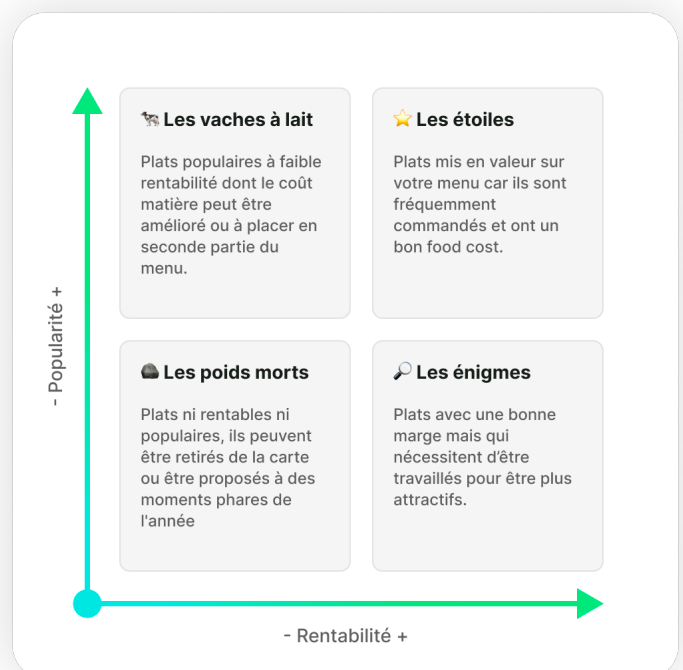 Les vaches à lait
Plats populaires à faible
rentabilité dont le coût
matière peut être
amélioré ou à placer en
seconde partie du
menu.
Les étoiles
Plats mis en valeur sur
votre menu car ils sont
fréquemment
commandés et ont un
bon food cost.
- Popularité +
Les poids morts
Plats ni rentables ni
populaires, ils peuvent
être retirés de la carte
ou être proposés à des
moments phares de
l'année
Les énigmes
Plats avec une bonne
marge mais qui
nécessitent d’être
travaillés pour être plus
attractifs.
- Rentabilité +